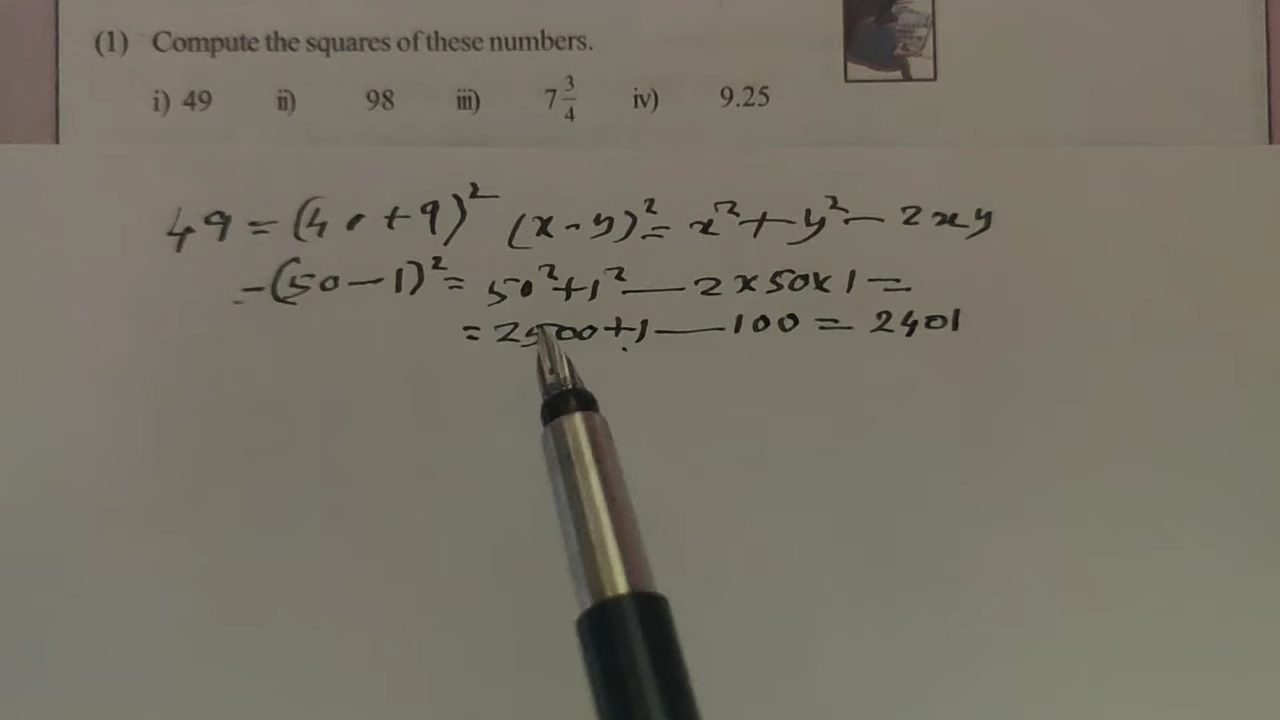 (1) Compute the squares of these numbers.
i) 49 ii) 98 iii) 7 3/4 iv) 9.25
49 = (40+9)² (x-y)² = x²+y²-2xy
-(50-1)² = 50²+1²-2×50×1=
=2500+1-100=2401